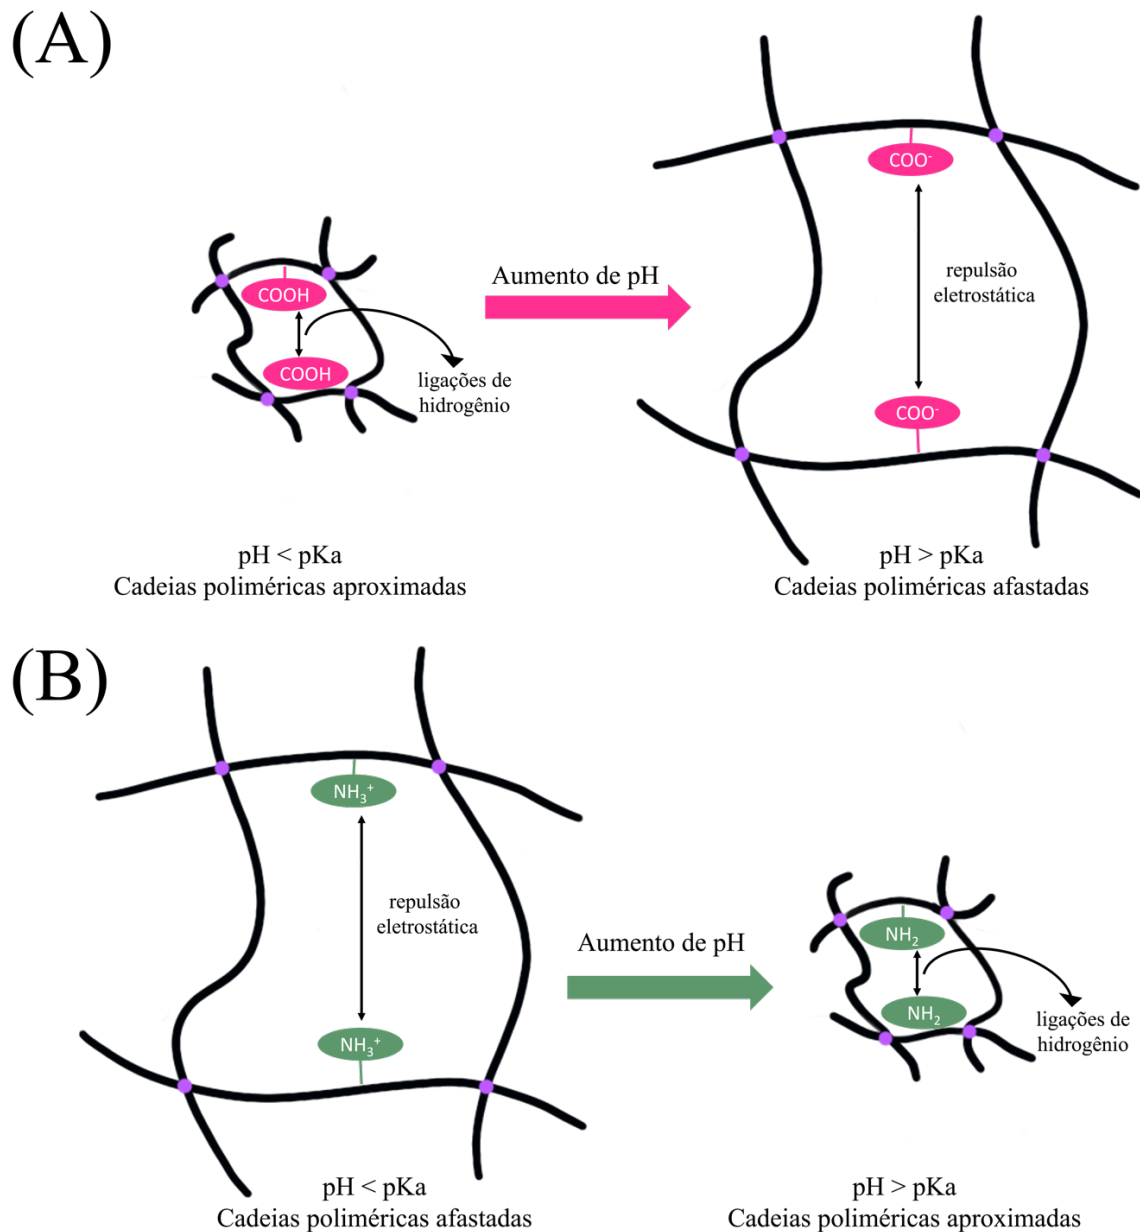 (A)
COOH
COOH
ligações de
hidrogênio
Aumento de pH
COO⁻
repulsão
eletrostática
COO⁻
pH < pKa
Cadeias poliméricas aproximadas
pH > pKa
Cadeias poliméricas afastadas
(B)
NH₃⁺
repulsão
eletrostática
NH₃⁺
Aumento de pH
NH₂
NH₂
ligações de
hidrogênio
pH < pKa
Cadeias poliméricas afastadas
pH > pKa
Cadeias poliméricas aproximadas